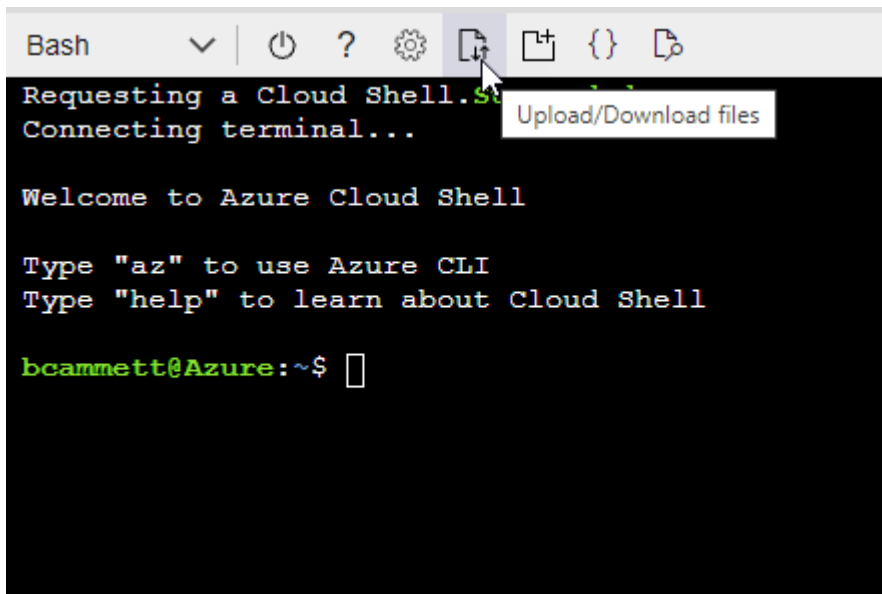 Bash
?
{}
Requesting a Cloud Shell.
Upload/Download files
Connecting terminal...
Welcome to Azure Cloud Shell
Type "az" to use Azure CLI
Type "help" to learn about Cloud Shell
bcammett@Azure:~$